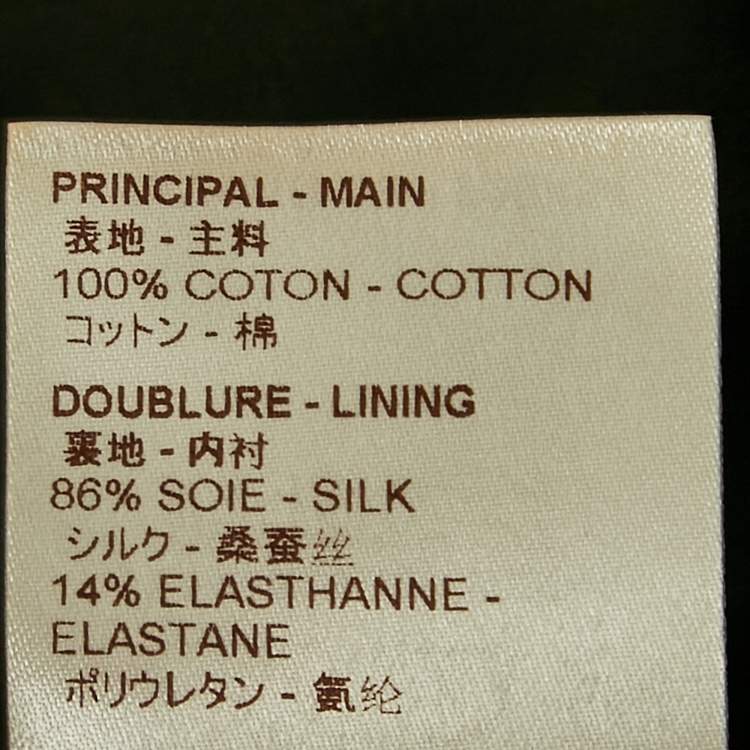 PRINCIPAL - MAIN
表地 - 主料
100% COTON - COTTON
コットン - 棉
DOUBLURE - LINING
裏地 - 内衬
86% SOIE - SILK
シルク - 桑蚕丝
14% ELASTHANNE -
ELASTANE
ポリウレタン - 氨纶